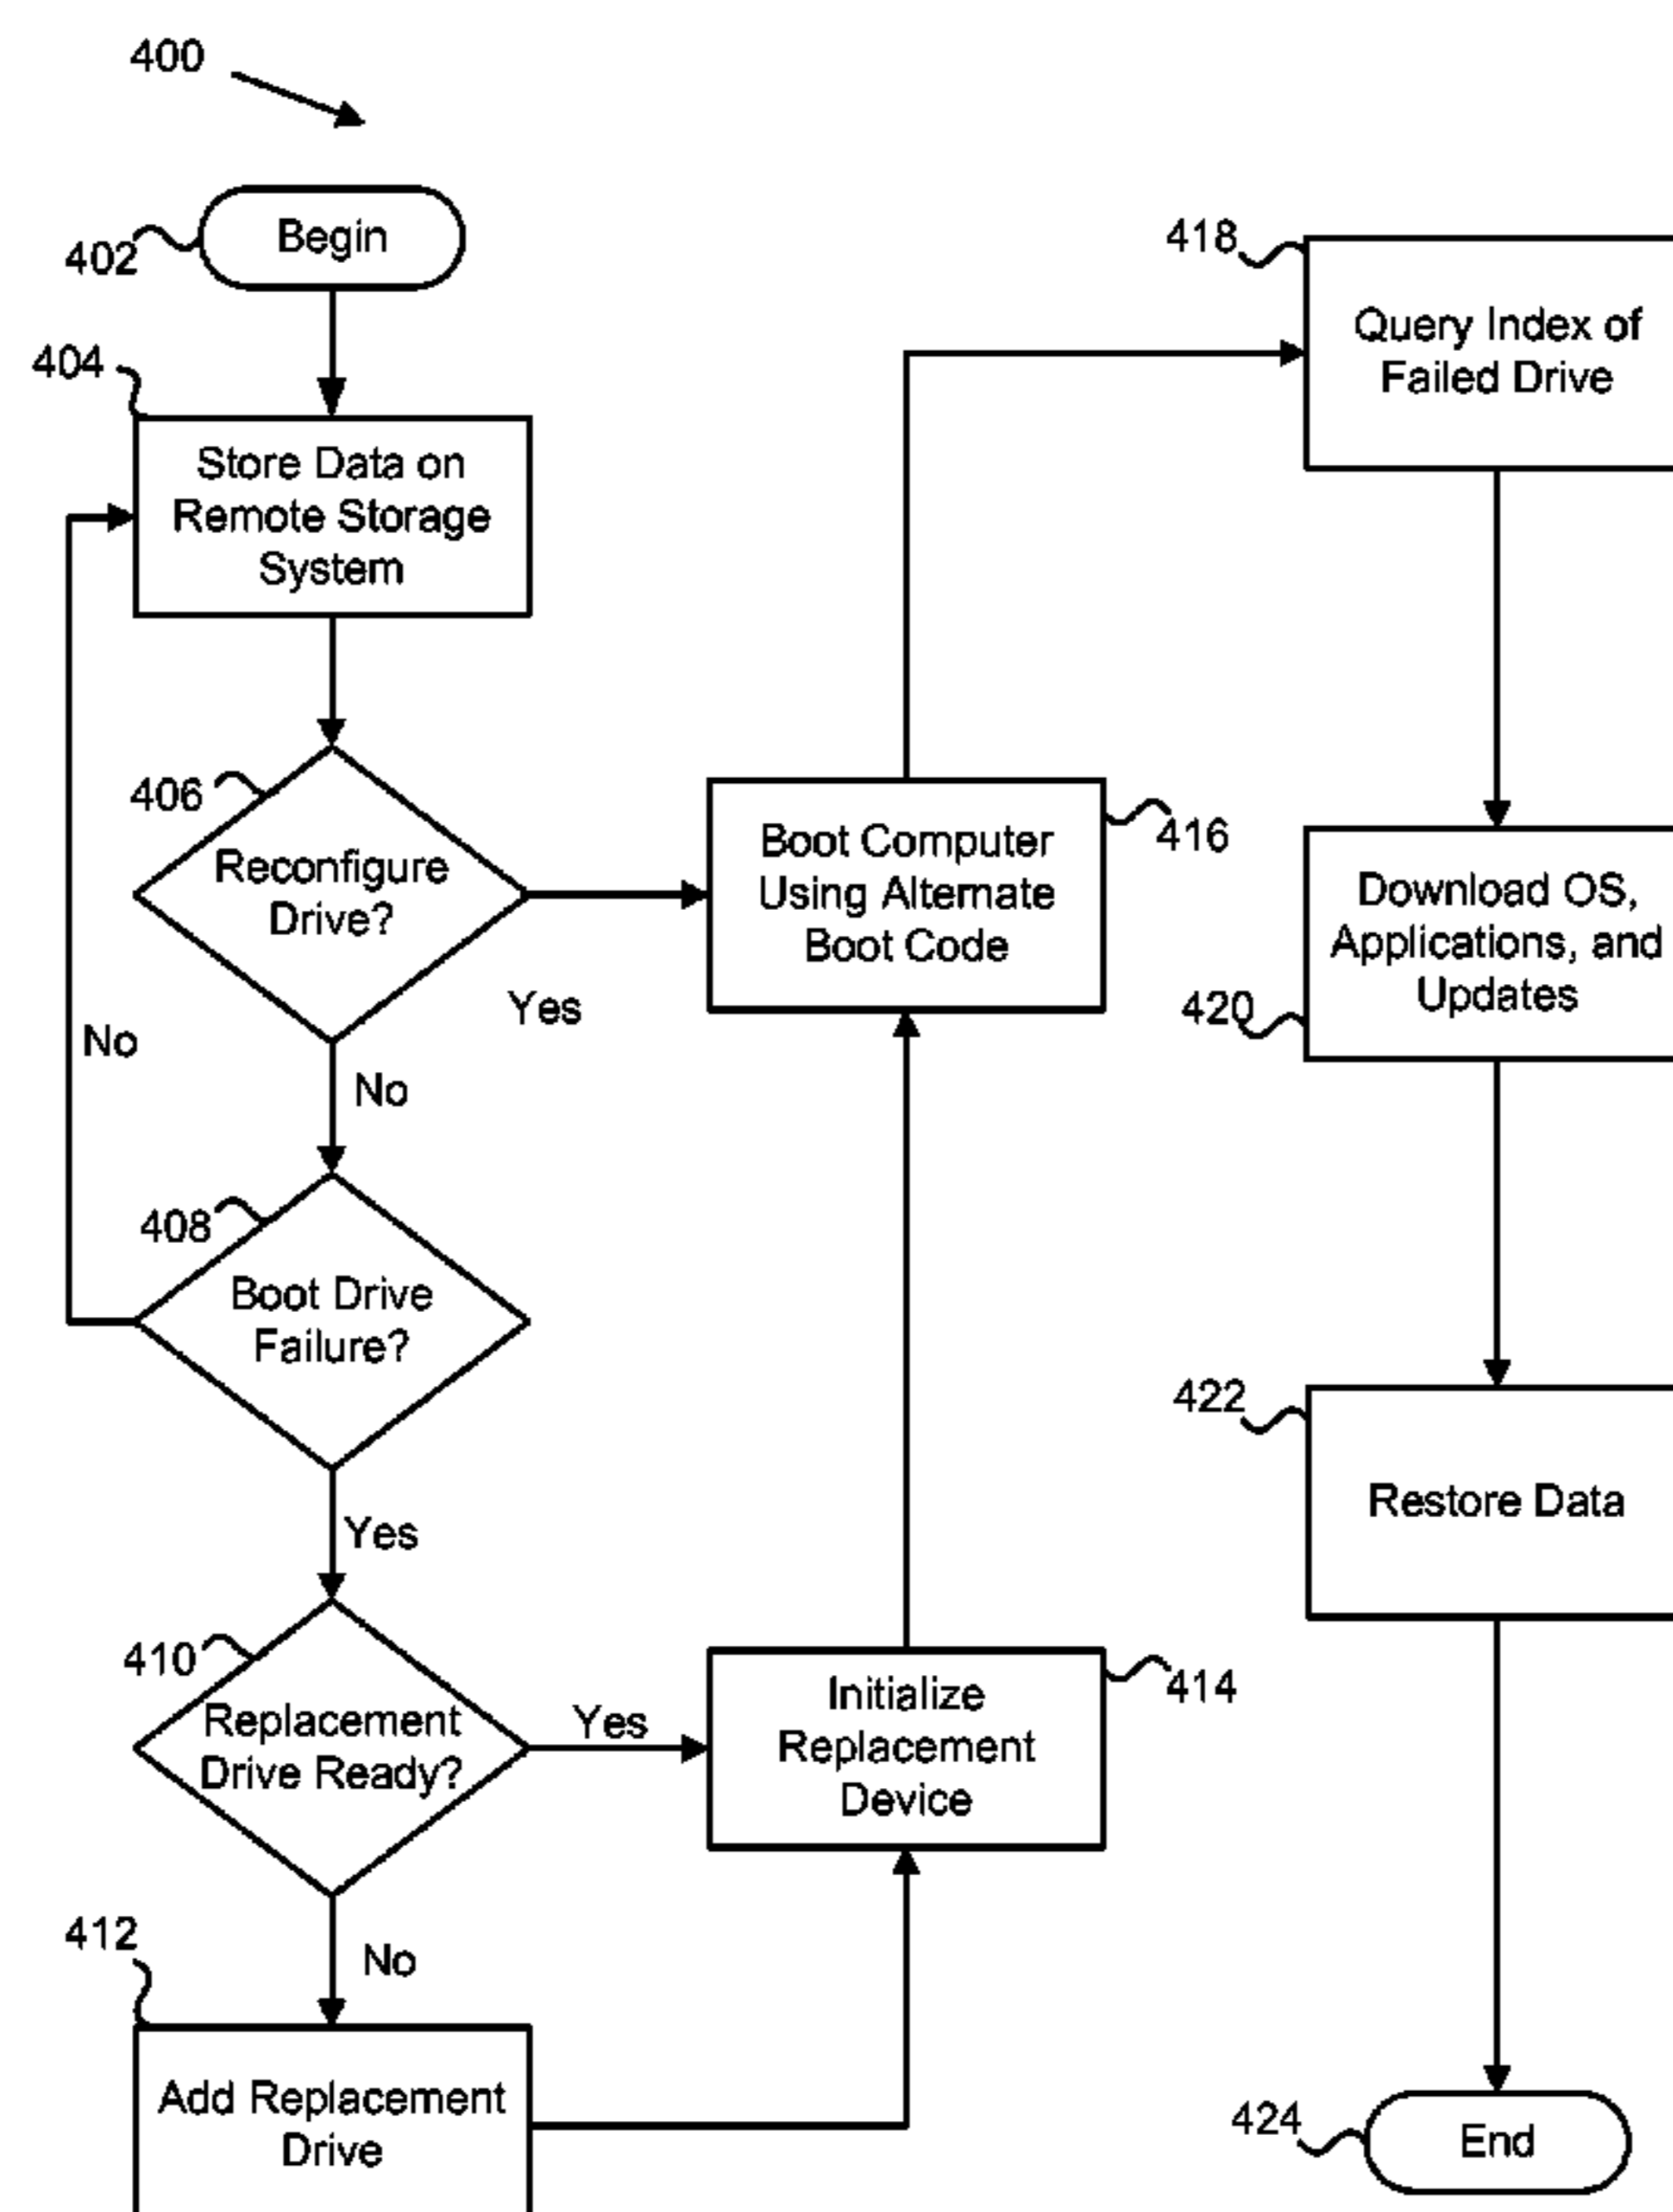 400
402
Begin
404
Store Data on
Remote Storage
System
406
Reconfigure
Drive?
Yes
No
No
408
Boot Drive
Failure?
Yes
410
Replacement
Drive Ready?
Yes
No
412
Add Replacement
Drive
414
Initialize
Replacement
Device
416
Boot Computer
Using Alternate
Boot Code
418
Query Index of
Failed Drive
420
Download OS,
Applications, and
Updates
422
Restore Data
424
End